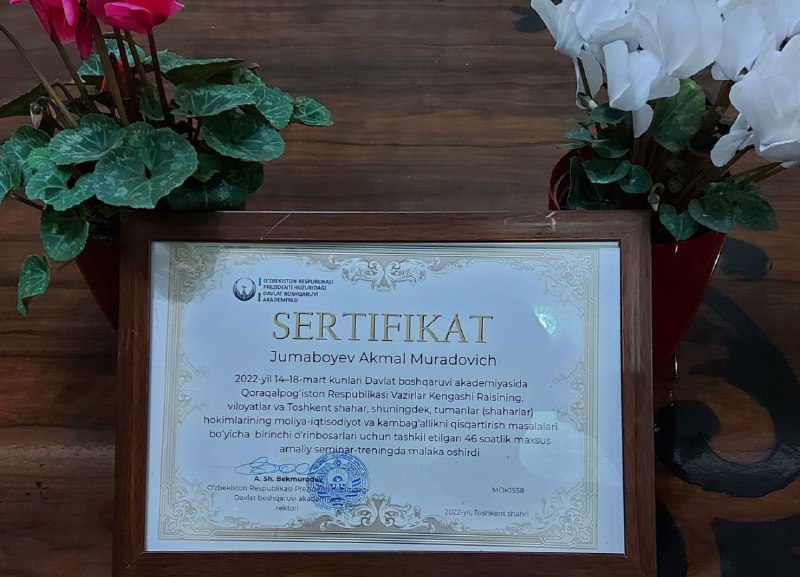 O'ZBEKISTON RESPUBLIKASI
PREZIDENTI HUZURIDAGI
DAVLAT BOSHQARUVI
AKADEMIYASI
SERTIFIKAT
Jumaboyev Akmal Muradovich
2022-yil 14–18-mart kunlari Davlat boshqaruvi akademiyasida
Qoraqalpog'iston Respublikasi Vazirlar Kengashi Raisining,
viloyatlar va Toshkent shahar, shuningdek, tumanlar (shaharlar)
hokimlarining moliya-iqtisodiyot va kambag'allikni qisqartirish masalalari
bo'yicha birinchi o'rinbosarlari uchun tashkil etilgan 46 soatlik maxsus
amaliy seminar-treningda malaka oshirdi
A. Sh. Bekmurodov
O'zbekiston Respublikasi Prezidenti huzuridagi
Davlat boshqaruvi akademiyasi
rektori
MOK1558
2022-yil, Toshkent shahri